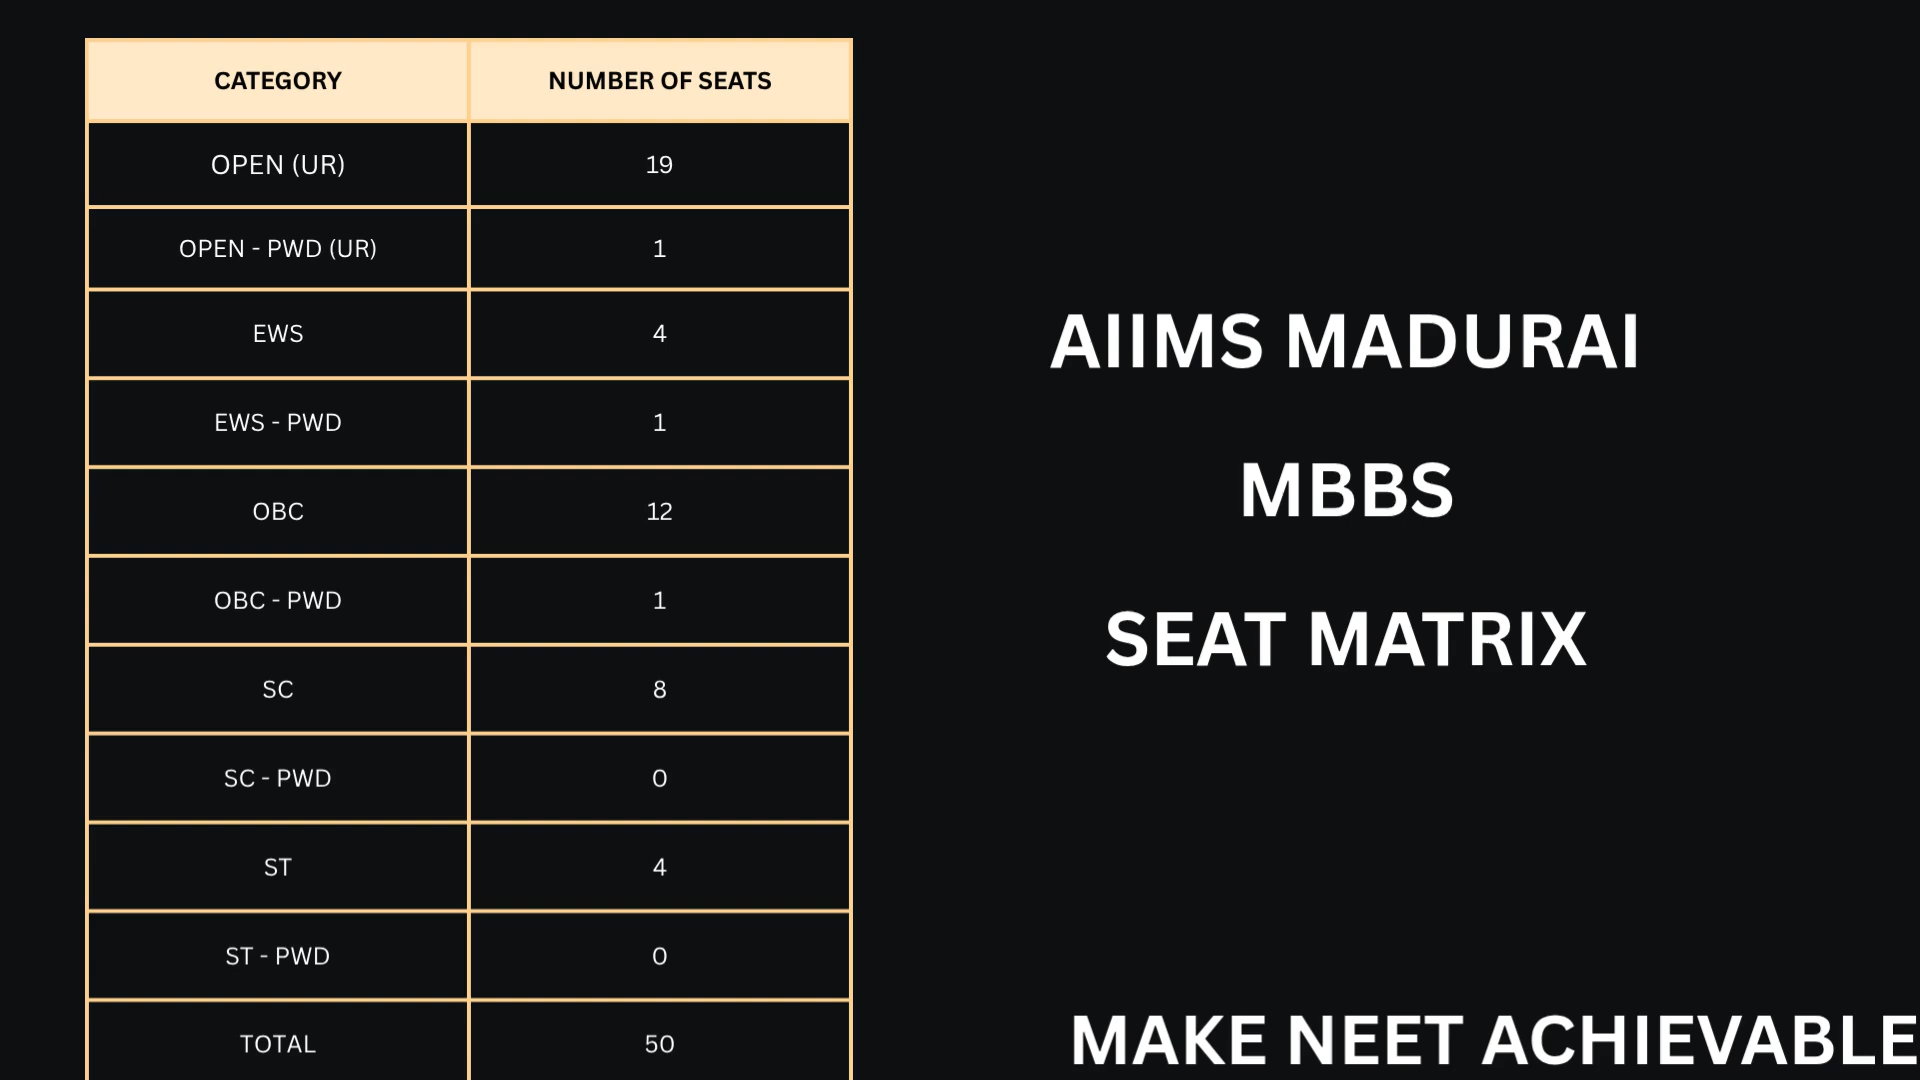 CATEGORY NUMBER OF SEATS
OPEN (UR) 19
OPEN - PWD (UR) 1
EWS 4
EWS - PWD 1
OBC 12
OBC - PWD 1
SC 8
SC - PWD 0
ST 4
ST - PWD 0
TOTAL 50
AIIMS MADURAI
MBBS
SEAT MATRIX
MAKE NEET ACHIEVABLE